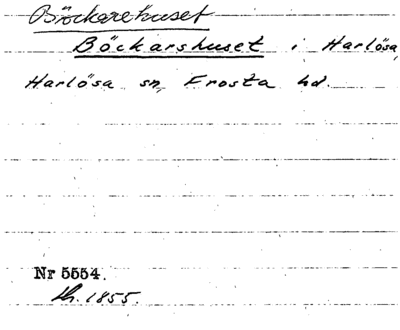 Böckarehuset
Böckarshuset i Harlösa,
Harlösa sn, Frosta hd.
Nr 5554.
1855.